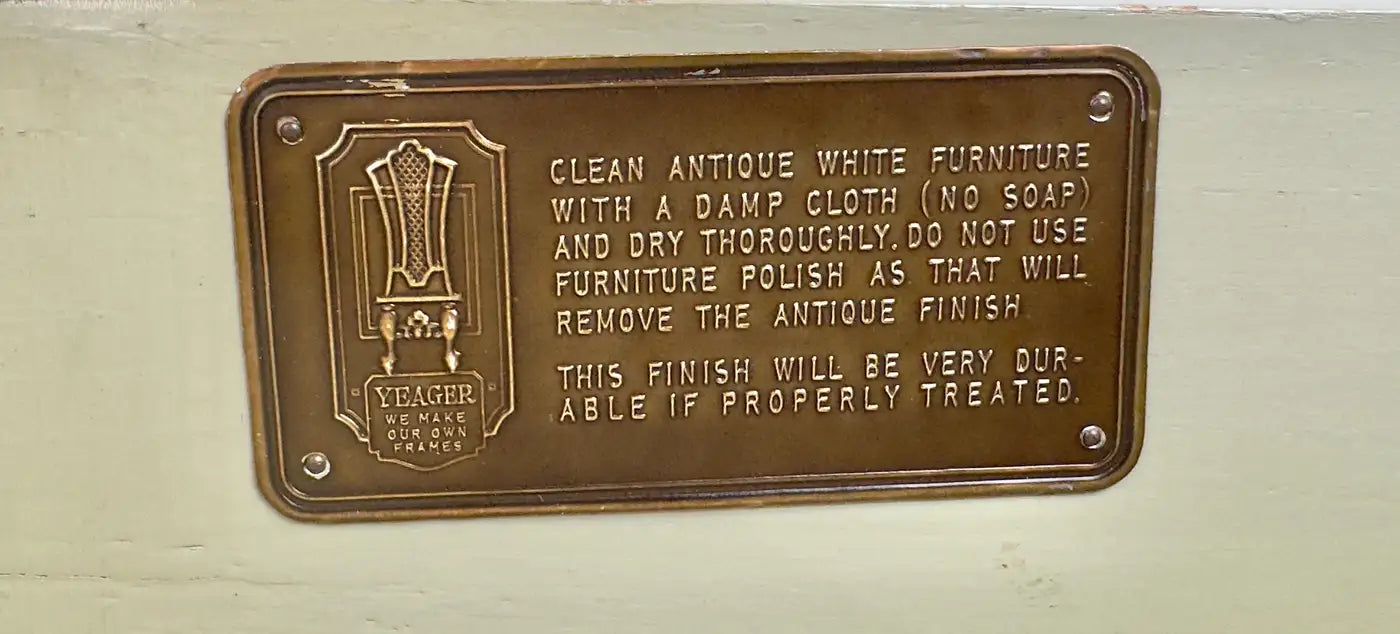 YEAGER
WE MAKE
OUR OWN
FRAMES
CLEAN ANTIQUE WHITE FURNITURE
WITH A DAMP CLOTH (NO SOAP)
AND DRY THOROUGHLY. DO NOT USE
FURNITURE POLISH AS THAT WILL
REMOVE THE ANTIQUE FINISH
THIS FINISH WILL BE VERY DUR-
ABLE IF PROPERLY TREATED.